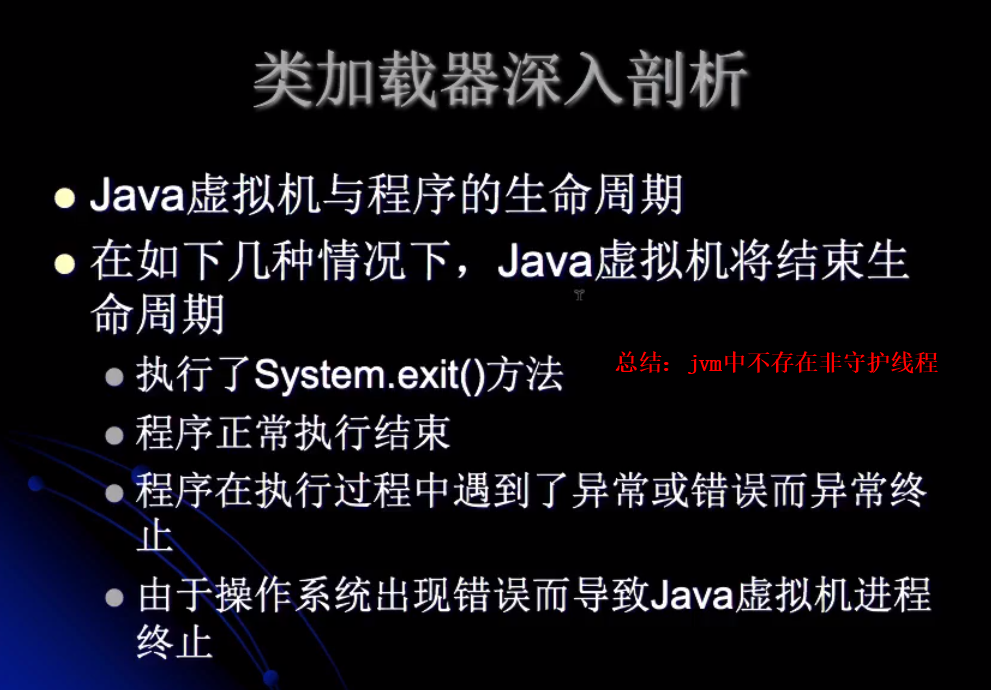 类加载器深入剖析
Java虚拟机与程序的生命周期
在如下几种情况下，Java虚拟机将结束生
命周期
执行了System.exit()方法
总结：jvm中不存在非守护线程
程序正常执行结束
程序在执行过程中遇到了异常或错误而异常终
止
由于操作系统出现错误而导致Java虚拟机进程
终止